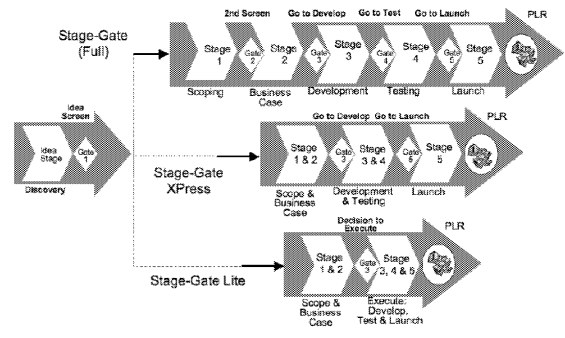 2nd Screen Go to Develop Go to Test Go to Launch PLR
Stage-Gate
(Full)
Stage
1
Gate
2
Stage
2
Gate
3
Stage
3
Gate
4
Stage
4
Gate
5
Stage
5
Scoping
Business
Case
Development
Testing
Launch
Idea
Screen
Idea
Stage
Gate
1
Discovery
Go to Develop Go to Launch PLR
Stage-Gate
XPress
Stage
1 & 2
Gate
3
Stage
3 & 4
Gate
5
Stage
5
Scope &
Business
Case
Development
& Testing
Launch
Decision to
Execute
PLR
Stage-Gate Lite
Stage
1 & 2
Gate
3
Stage
3, 4 & 5
Scope &
Business
Case
Execute:
Develop,
Test & Launch